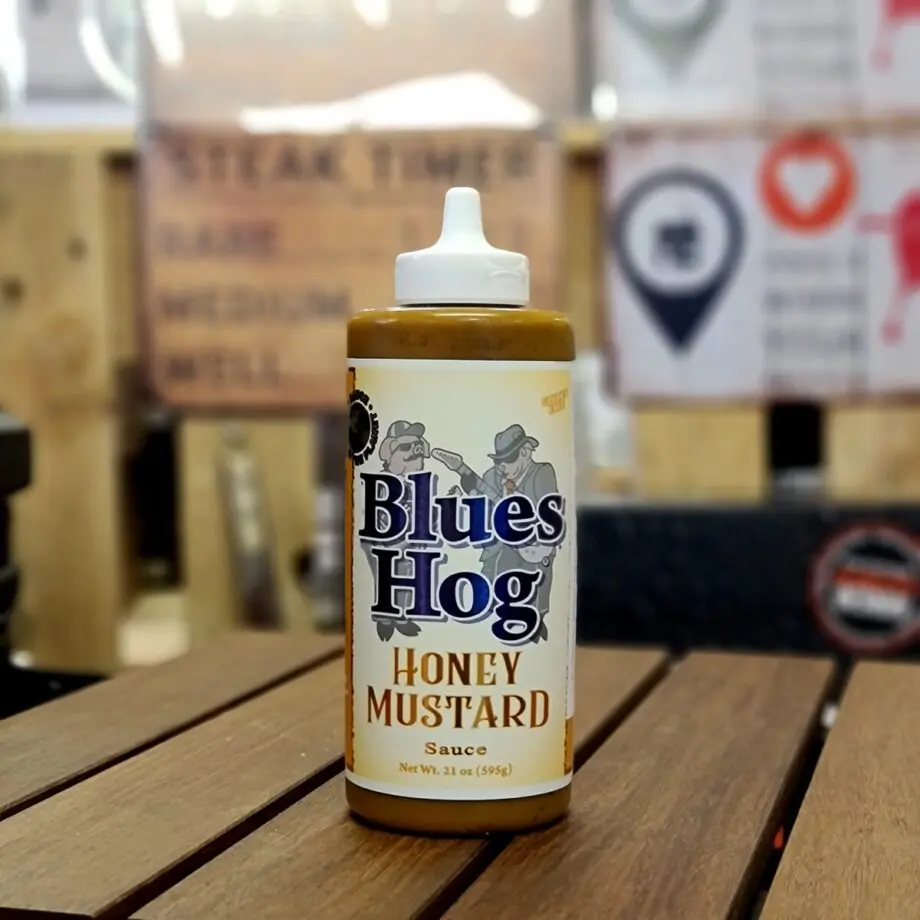 STEAK TIMER
RARE
MEDIUM
WELL
Blues
Hog
HONEY
MUSTARD
Sauce
Net Wt. 21 oz (595g)